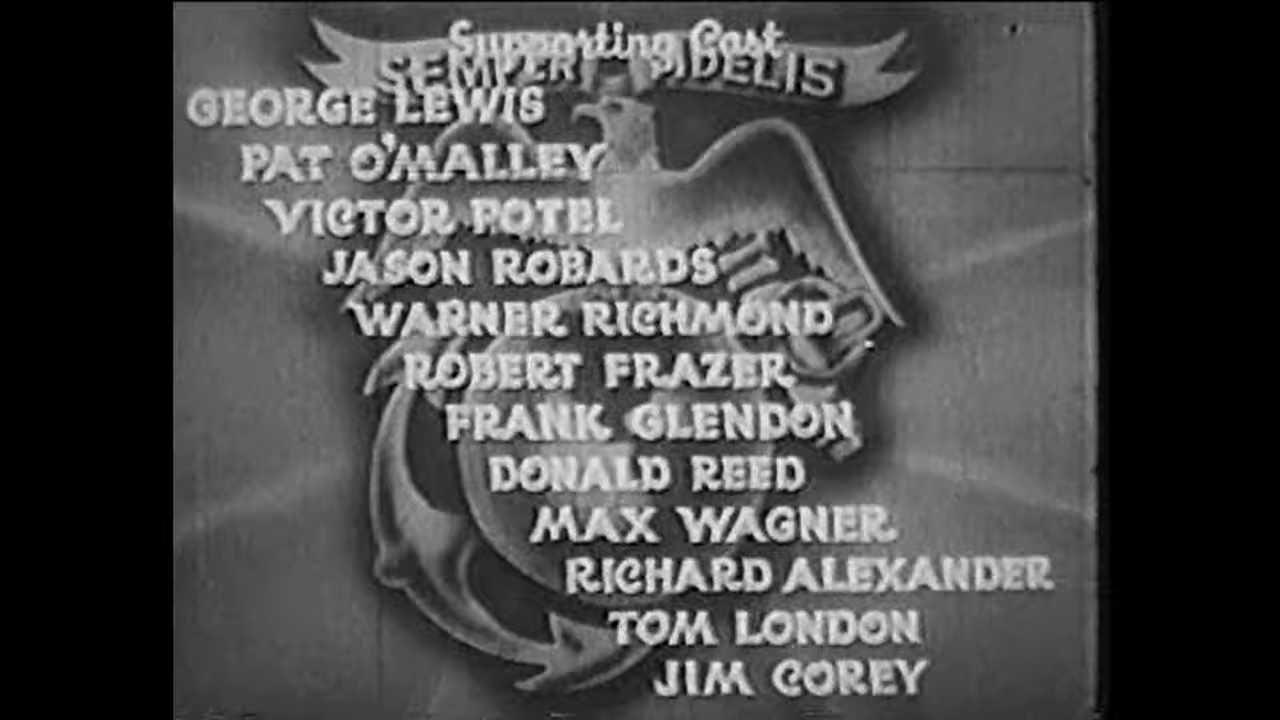 Supporting Cast
SEMPER FIDELIS
GEORGE LEWIS
PAT O'MALLEY
VICTOR POTEL
JASON ROBARDS
WARNER RICHMOND
ROBERT FRAZER
FRANK GLENDON
DONALD REED
MAX WAGNER
RICHARD ALEXANDER
TOM LONDON
JIM COREY